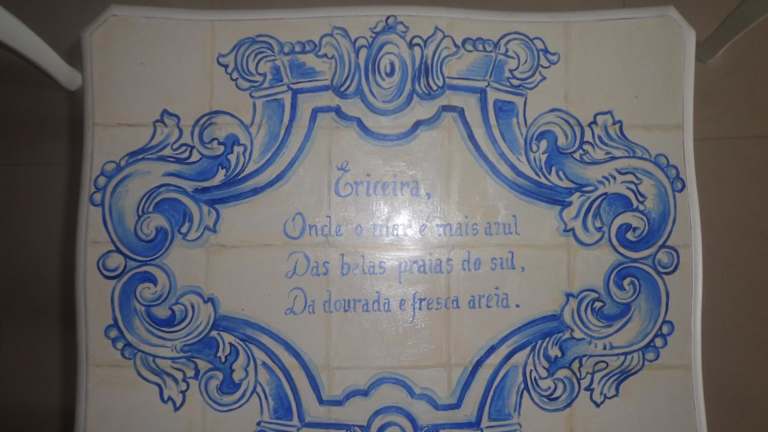 Ericeira,
Onde o mar é mais azul
Das belas praias do sul,
Da dourada e fresca areia.